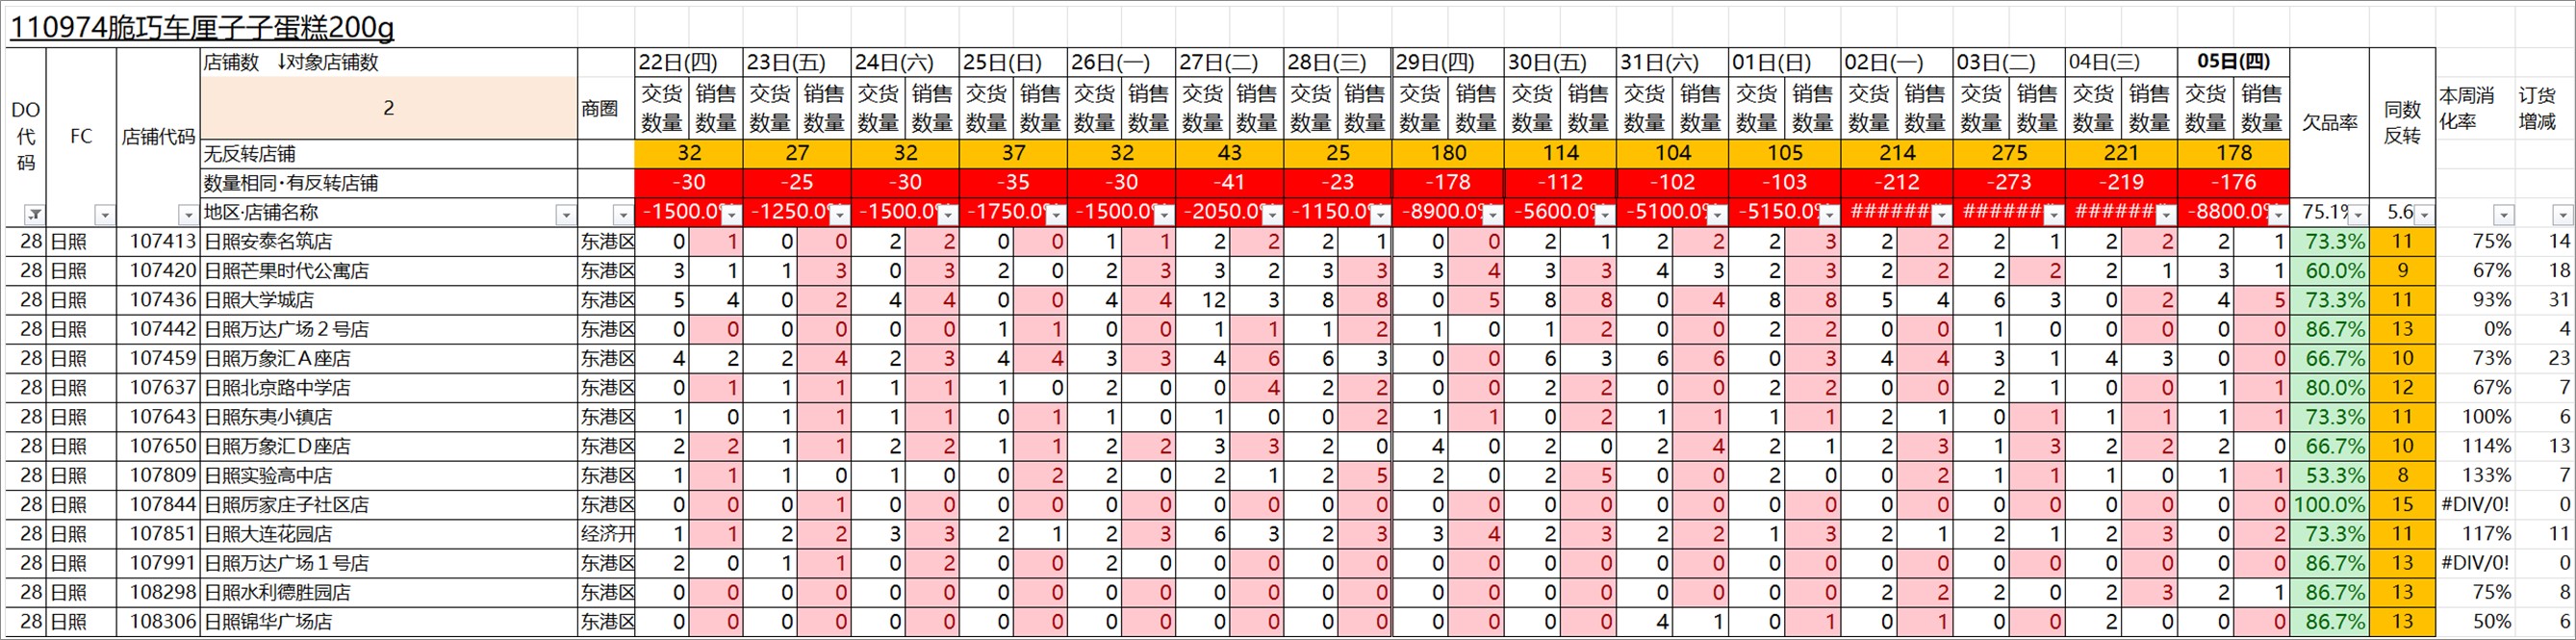 110974脆巧车厘子子蛋糕200g
店铺数 ↓对象店铺数 22日(四) 23日(五) 24日(六) 25日(日) 26日(一) 27日(二) 28日(三) 29日(四) 30日(五) 31日(六) 01日(日) 02日(一) 03日(二) 04日(三) 05日(四)
DO代码 FC 店铺代码 2 商圈 交货数量 销售数量 交货数量 销售数量 交货数量 销售数量 交货数量 销售数量 交货数量 销售数量 交货数量 销售数量 交货数量 销售数量 交货数量 销售数量 交货数量 销售数量 交货数量 销售数量 交货数量 销售数量 交货数量 销售数量 交货数量 销售数量 交货数量 销售数量 交货数量 销售数量 欠品率 同数反转 本周消化率 订货增减
无反转店铺 32 27 32 37 32 43 25 180 114 104 105 214 275 221 178
数量相同·有反转店铺 -30 -25 -30 -35 -30 -41 -23 -178 -112 -102 -103 -212 -273 -219 -176
地区·店铺名称 -1500.0% -1250.0% -1500.0% -1750.0% -1500.0% -2050.0% -1150.0% -8900.0% -5600.0% -5100.0% -5150.0% ####### ####### ####### -8800.0% 75.1% 5.6
28 日照 107413 日照安泰名筑店 东港区 0 1 0 0 2 2 0 0 1 1 2 2 2 1 0 0 2 1 2 2 2 3 2 2 2 1 2 2 2 1 73.3% 11 75% 14
28 日照 107420 日照芒果时代公寓店 东港区 3 1 1 3 0 3 2 0 2 3 3 2 3 3 3 4 3 3 4 3 2 3 2 2 2 2 2 1 3 1 60.0% 9 67% 18
28 日照 107436 日照大学城店 东港区 5 4 0 2 4 4 0 0 4 4 12 3 8 8 0 5 8 8 0 4 8 8 5 4 6 3 0 2 4 5 73.3% 11 93% 31
28 日照 107442 日照万达广场２号店 东港区 0 0 0 0 0 0 1 1 0 0 1 1 1 2 1 0 1 2 0 0 2 2 0 0 1 0 0 0 0 0 86.7% 13 0% 4
28 日照 107459 日照万象汇Ａ座店 东港区 4 2 2 4 2 3 4 4 3 3 4 6 6 3 0 0 6 3 6 6 0 3 4 4 3 1 4 3 0 0 66.7% 10 73% 23
28 日照 107637 日照北京路中学店 东港区 0 1 1 1 1 1 1 0 2 0 0 4 2 2 0 0 2 2 0 0 2 2 0 0 2 1 0 0 1 1 80.0% 12 67% 7
28 日照 107643 日照东夷小镇店 东港区 1 0 1 1 1 1 0 1 1 0 1 0 0 2 1 1 0 2 1 1 1 1 2 1 0 1 1 1 1 1 73.3% 11 100% 6
28 日照 107650 日照万象汇Ｄ座店 东港区 2 2 1 1 2 2 1 1 2 2 3 3 2 0 4 0 2 0 2 4 2 1 2 3 1 3 2 2 2 0 66.7% 10 114% 13
28 日照 107809 日照实验高中店 东港区 1 1 1 0 1 0 0 2 2 0 2 1 2 5 2 0 2 5 0 0 2 0 0 2 1 1 1 0 1 1 53.3% 8 133% 7
28 日照 107844 日照厉家庄子社区店 东港区 0 0 0 1 0 0 0 0 0 0 0 0 0 0 0 0 0 0 0 0 0 0 0 0 0 0 0 0 0 0 100.0% 15 #DIV/0! 0
28 日照 107851 日照大连花园店 经济开 1 1 2 2 3 3 2 1 2 3 6 3 2 3 3 4 2 3 2 2 1 3 2 1 2 1 2 3 0 2 73.3% 11 117% 11
28 日照 107991 日照万达广场１号店 东港区 2 0 1 1 0 2 0 0 2 0 0 0 0 0 0 0 0 0 0 0 0 0 0 0 0 0 0 0 0 0 86.7% 13 #DIV/0! 0
28 日照 108298 日照水利德胜园店 东港区 0 0 0 0 0 0 0 0 0 0 0 0 0 0 0 0 0 0 0 0 0 0 2 2 2 0 2 3 2 1 86.7% 13 75% 8
28 日照 108306 日照锦华广场店 东港区 0 0 0 0 0 0 0 0 0 0 0 0 0 0 0 0 0 0 4 1 0 1 0 1 0 0 2 0 0 0 86.7% 13 50% 6